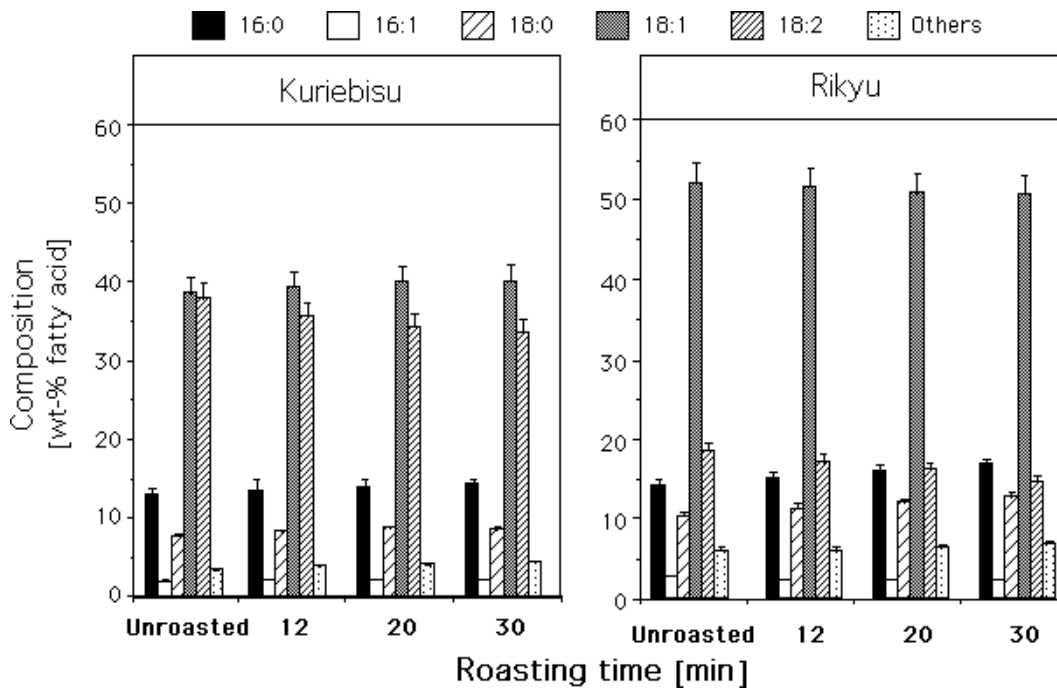 16:0 16:1 18:0 18:1 18:2 Others
Kuriebisu
Rikyu
60
50
40
30
20
10
0
60
50
40
30
20
10
0
Composition
[wt-% fatty acid]
Unroasted 12 20 30
Unroasted 12 20 30
Roasting time [min]